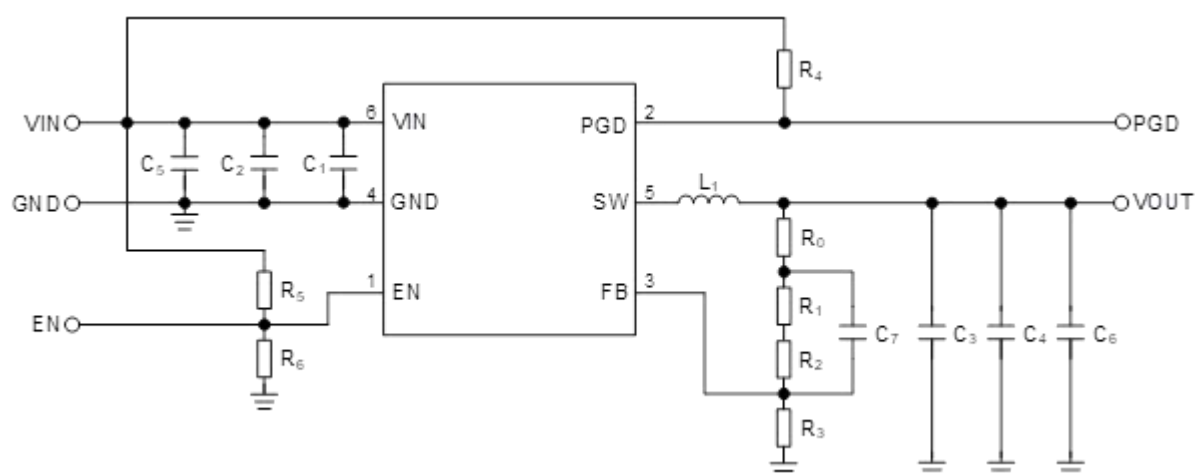 R₄
6
VIN
VIN
PGD
2
PGD
C₅
C₂
C₁
L₁
GND
4
GND
SW
5
VOUT
R₀
1
EN
FB
3
R₅
R₁
EN
C₇
C₃
C₄
C₆
R₆
R₂
R₃